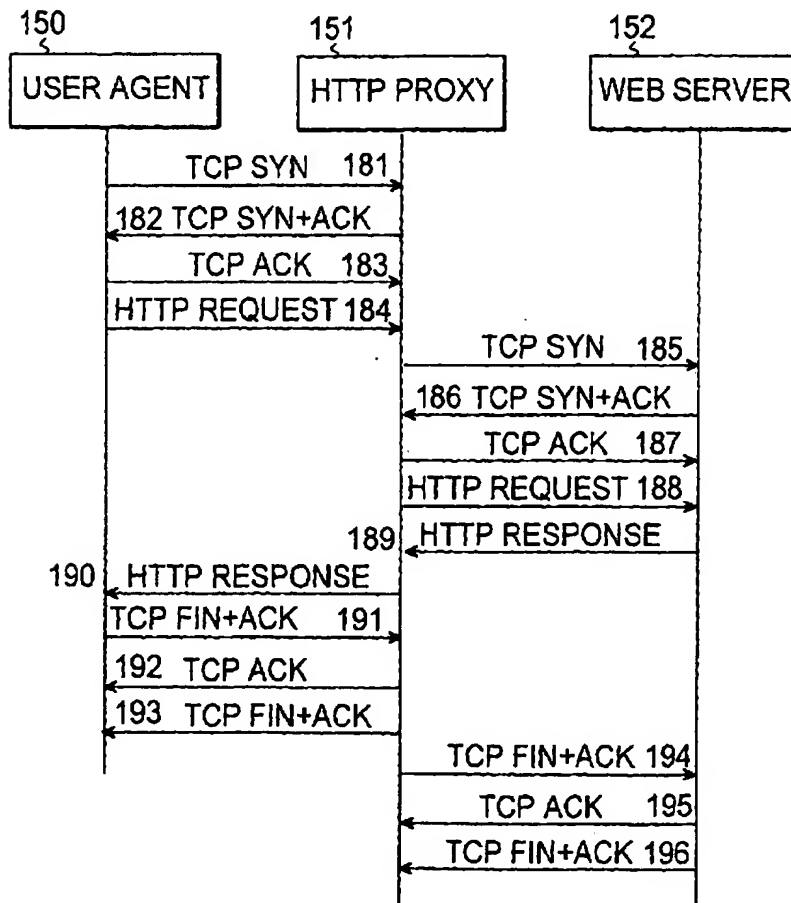 150 151 152
USER AGENT HTTP PROXY WEB SERVER
TCP SYN 181
182 TCP SYN+ACK
TCP ACK 183
HTTP REQUEST 184
TCP SYN 185
186 TCP SYN+ACK
TCP ACK 187
HTTP REQUEST 188
189 HTTP RESPONSE
190 HTTP RESPONSE
TCP FIN+ACK 191
192 TCP ACK
193 TCP FIN+ACK
TCP FIN+ACK 194
TCP ACK 195
TCP FIN+ACK 196